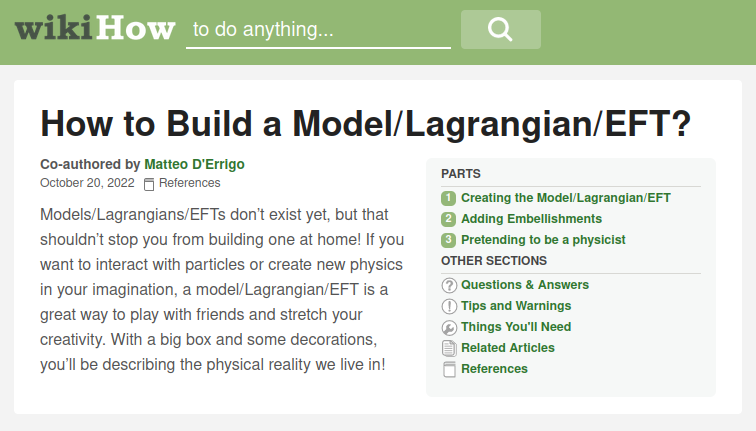 wikiHow to do anything...
How to Build a Model/Lagrangian/EFT?
Co-authored by Matteo D'Errigo
October 20, 2022 References
Models/Lagrangians/EFTs don't exist yet, but that
shouldn't stop you from building one at home! If you
want to interact with particles or create new physics
in your imagination, a model/Lagrangian/EFT is a
great way to play with friends and stretch your
creativity. With a big box and some decorations,
you'll be describing the physical reality we live in!
PARTS
1 Creating the Model/Lagrangian/EFT
2 Adding Embellishments
3 Pretending to be a physicist
OTHER SECTIONS
? Questions & Answers
! Tips and Warnings
Things You'll Need
Related Articles
References